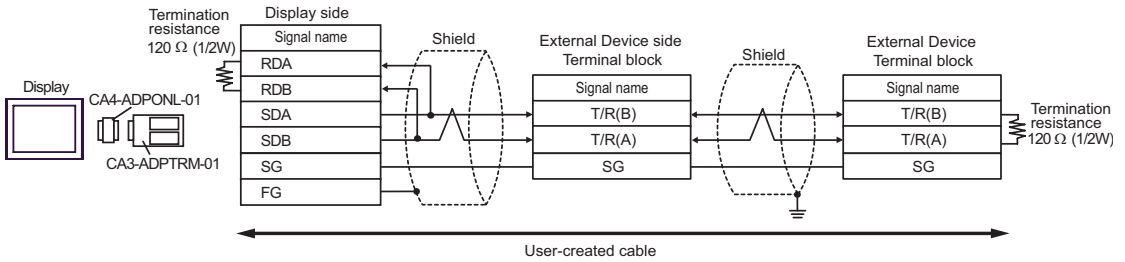 Termination
resistance
120 Ω (1/2W)
Display side
Signal name
RDA
RDB
SDA
SDB
SG
FG
Shield
External Device side
Terminal block
Signal name
T/R(B)
T/R(A)
SG
Shield
External Device
Terminal block
Signal name
T/R(B)
T/R(A)
SG
Termination
resistance
120 Ω (1/2W)
Display
CA4-ADPONL-01
CA3-ADPTRM-01
User-created cable